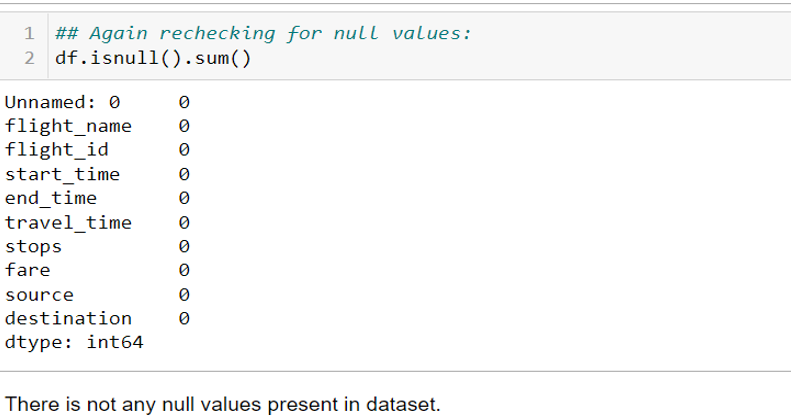 1 ## Again rechecking for null values:
2 df.isnull().sum()
Unnamed: 0 0
flight_name 0
flight_id 0
start_time 0
end_time 0
travel_time 0
stops 0
fare 0
source 0
destination 0
dtype: int64
There is not any null values present in dataset.